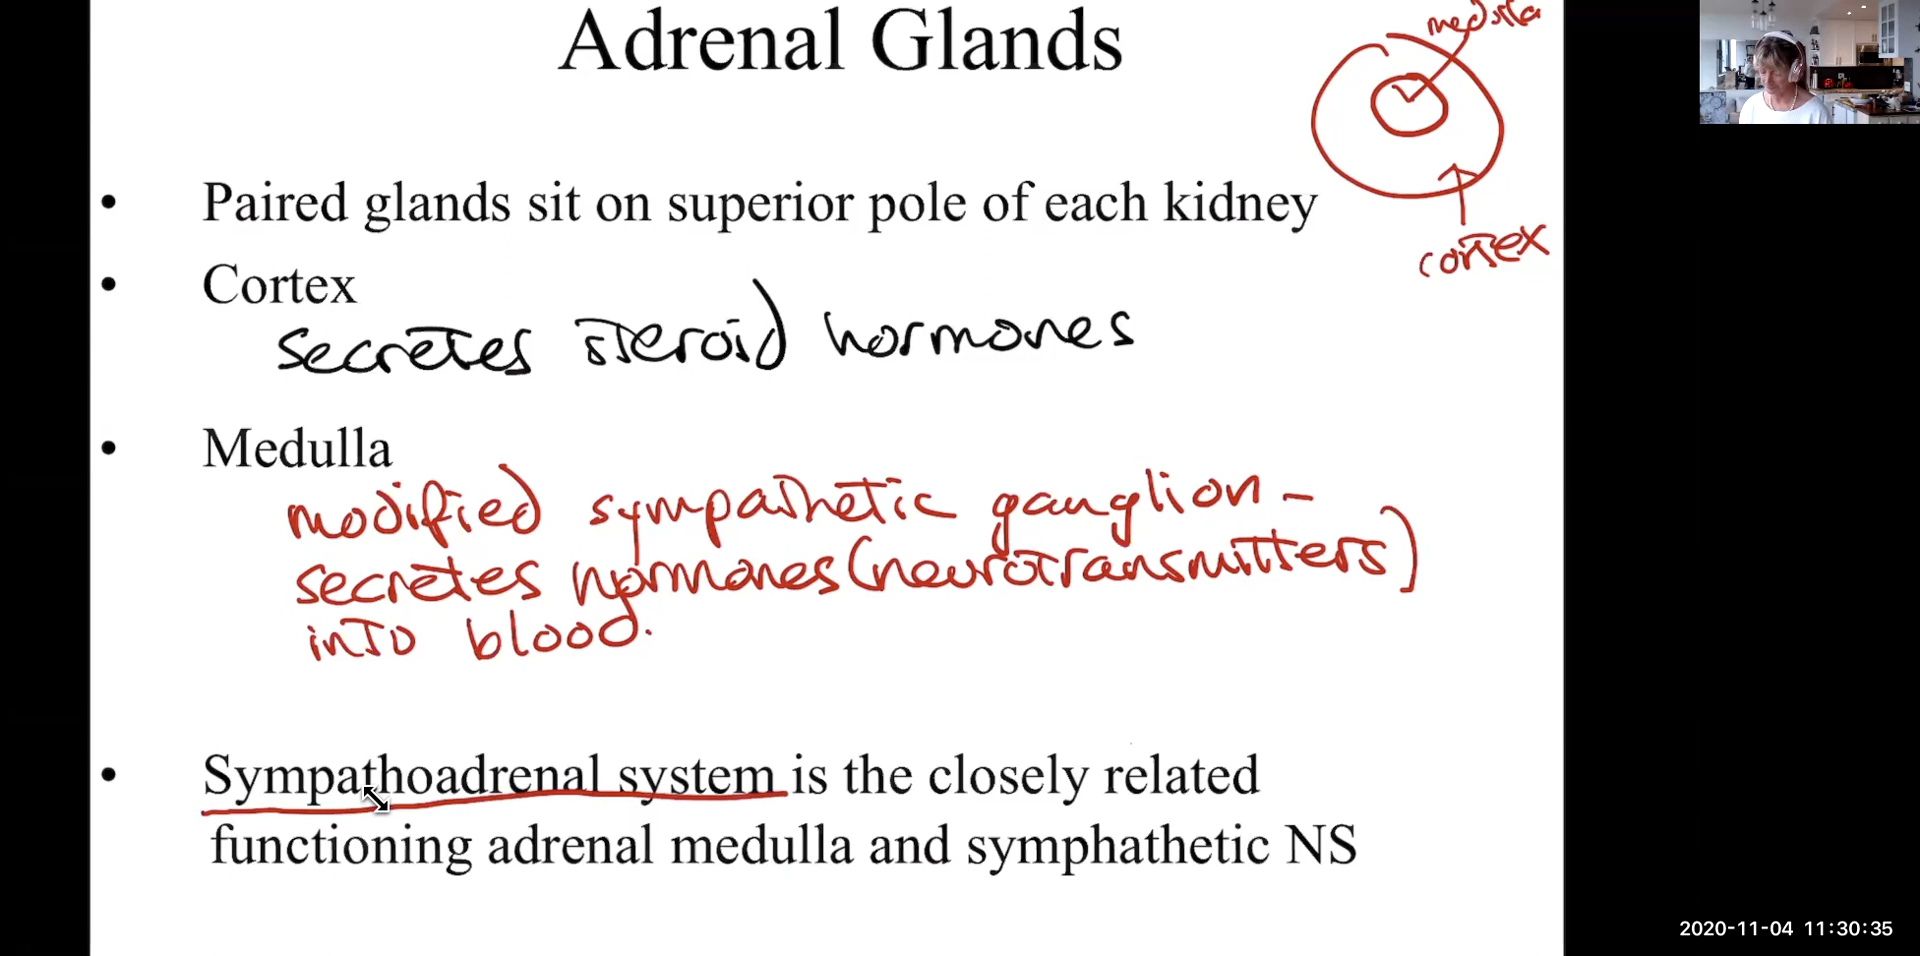 Adrenal Glands
medulla
cortex
• Paired glands sit on superior pole of each kidney
• Cortex
secretes steroid hormones
• Medulla
modified sympathetic ganglion -
secretes hormones (neurotransmitters)
into blood.
• Sympathoadrenal system is the closely related
functioning adrenal medulla and symphathetic NS
2020-11-04 11:30:35